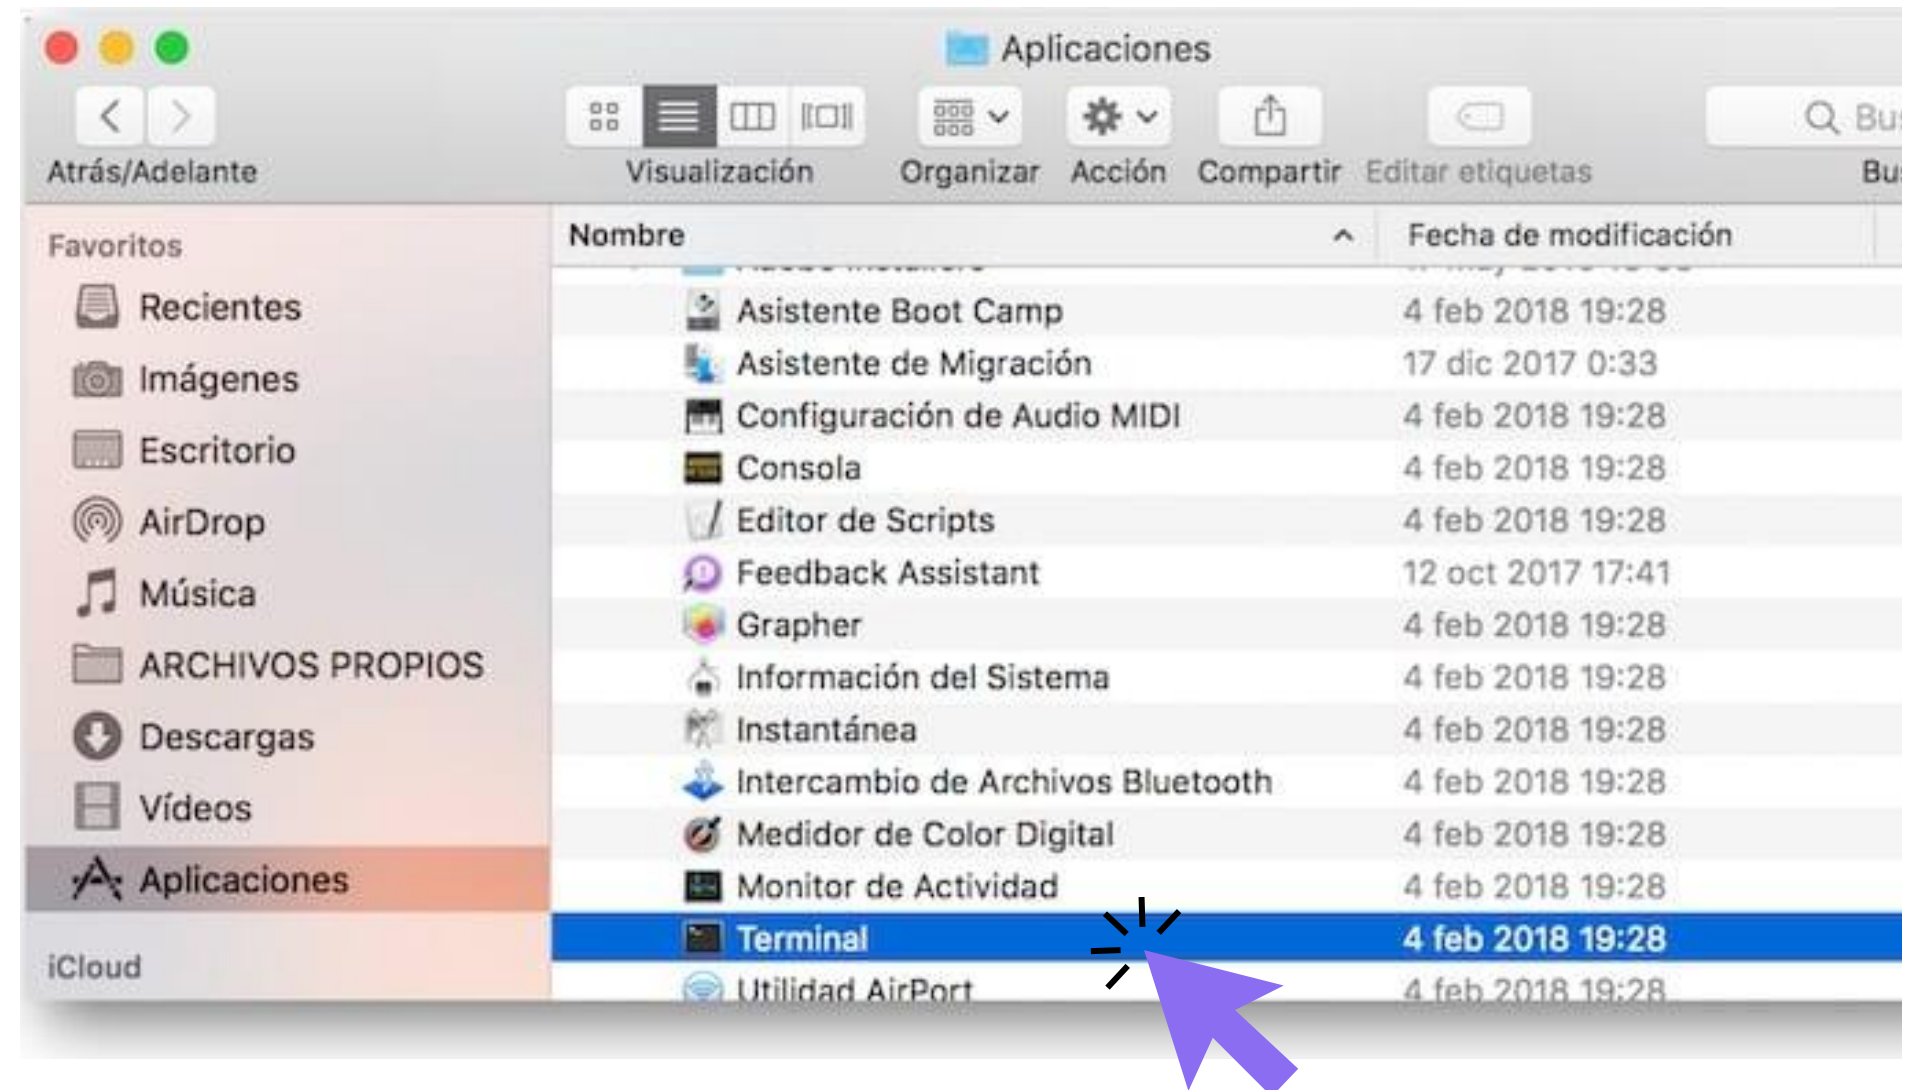 Aplicaciones
Atrás/Adelante
Visualización
Organizar
Acción
Compartir
Editar etiquetas
Favoritos
Recientes
Imágenes
Escritorio
AirDrop
Música
ARCHIVOS PROPIOS
Descargas
Vídeos
Aplicaciones
iCloud
Nombre Fecha de modificación
Asistente Boot Camp 4 feb 2018 19:28
Asistente de Migración 17 dic 2017 0:33
Configuración de Audio MIDI 4 feb 2018 19:28
Consola 4 feb 2018 19:28
Editor de Scripts 4 feb 2018 19:28
Feedback Assistant 12 oct 2017 17:41
Grapher 4 feb 2018 19:28
Información del Sistema 4 feb 2018 19:28
Instantánea 4 feb 2018 19:28
Intercambio de Archivos Bluetooth 4 feb 2018 19:28
Medidor de Color Digital 4 feb 2018 19:28
Monitor de Actividad 4 feb 2018 19:28
Terminal 4 feb 2018 19:28
Utilidad AirPort 4 feb 2018 19:28